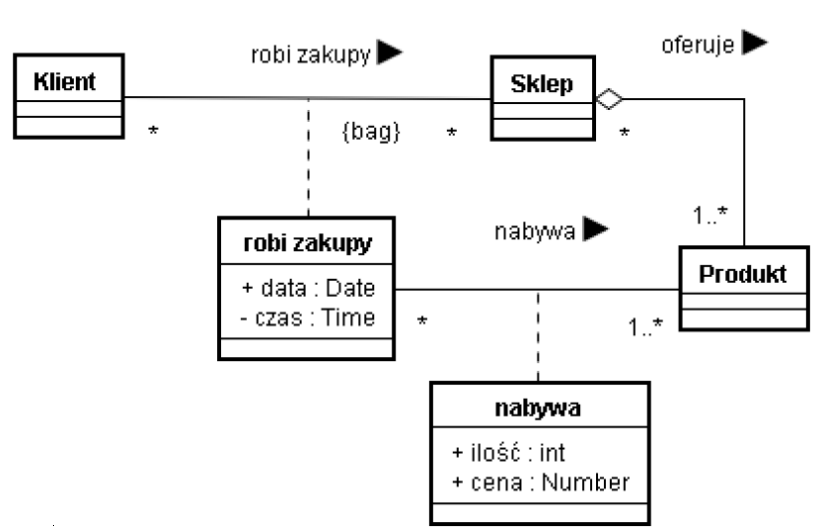 robi zakupy ▶
oferuje ▶
Klient
Sklep
*
{bag}
*
*
robi zakupy
+ data : Date
- czas : Time
nabywa ▶
1..*
Produkt
*
1..*
nabywa
+ ilość : int
+ cena : Number